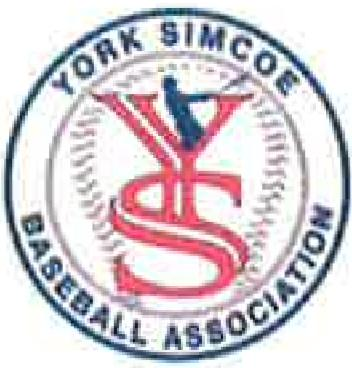 YORK SIMCOE
YS
BASEBALL ASSOCIATION